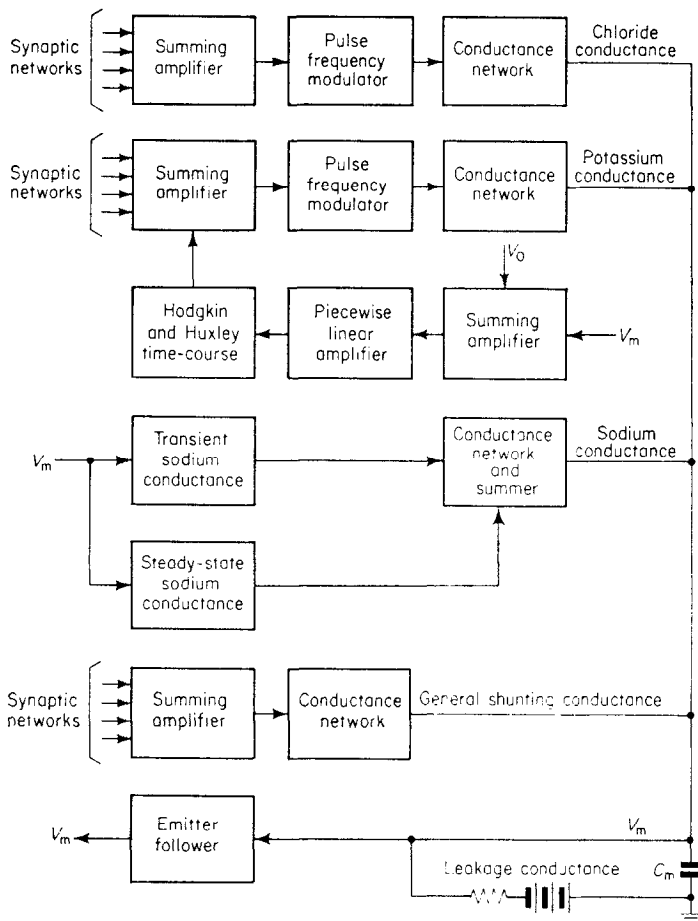 Synaptic
networks
Summing
amplifier
Pulse
frequency
modulator
Conductance
network
Chloride
conductance
Synaptic
networks
Summing
amplifier
Pulse
frequency
modulator
Conductance
network
Potassium
conductance
V₀
Hodgkin
and Huxley
time-course
Piecewise
linear
amplifier
Summing
amplifier
Vₘ
Vₘ
Transient
sodium
conductance
Conductance
network
and
summer
Sodium
conductance
Steady-state
sodium
conductance
Synaptic
networks
Summing
amplifier
Conductance
network
General shunting conductance
Vₘ
Emitter
follower
Vₘ
Leakage conductance
Cₘ